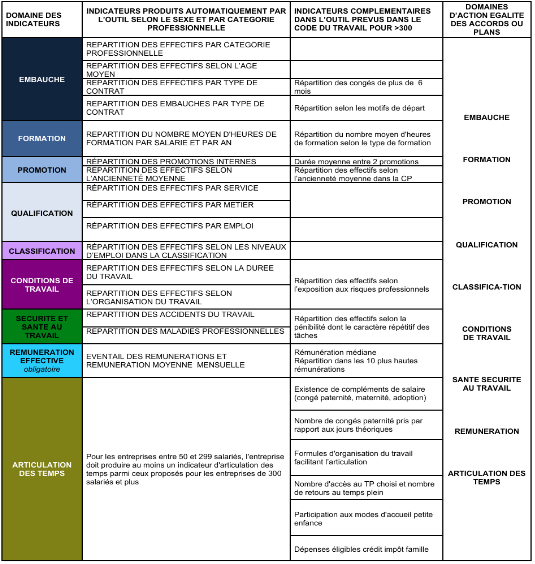 DOMAINE DES
INDICATEURS
INDICATEURS PRODUITS AUTOMATIQUEMENT PAR
L'OUTIL SELON LE SEXE ET PAR CATEGORIE
PROFESSIONNELLE
INDICATEURS COMPLEMENTAIRES
DANS L'OUTIL PREVUS DANS LE
CODE DU TRAVAIL POUR >300
DOMAINES
D'ACTION EGALITE
DES ACCORDS OU
PLANS
EMBAUCHE
REPARTITION DES EFFECTIFS PAR CATEGORIE
PROFESSIONNELLE
REPARTITION DES EFFECTIFS SELON L'AGE
MOYEN
REPARTITION DES EFFECTIFS PAR TYPE DE
CONTRAT
Répartition des congés de plus de 6
mois
REPARTITION DES EMBAUCHES PAR TYPE DE
CONTRAT
Répartition selon les motifs de départ
FORMATION
REPARTITION DU NOMBRE MOYEN D'HEURES DE
FORMATION PAR SALARIE ET PAR AN
Répartition du nombre moyen d'heures
de formation selon le type de formation
PROMOTION
RÉPARTITION DES PROMOTIONS INTERNES
Durée moyenne entre 2 promotions
RÉPARTITION DES EFFECTIFS SELON
L'ANCIENNETÉ MOYENNE
Répartition des effectifs selon
l'ancienneté moyenne dans la CP
QUALIFICATION
RÉPARTITION DES EFFECTIFS PAR SERVICE
RÉPARTITION DES EFFECTIFS PAR METIER
RÉPARTITION DES EFFECTIFS PAR EMPLOI
CLASSIFICATION
RÉPARTITION DES EFFECTIFS SELON LES NIVEAUX
D'EMPLOI DANS LA CLASSIFICATION
CONDITIONS DE
TRAVAIL
REPARTITION DES EFFECTIFS SELON LA DUREE
DU TRAVAIL
REPARTITION DES EFFECTIFS SELON
L'ORGANISATION DU TRAVAIL
Répartition des effectifs selon
l'exposition aux risques professionnels
SECURITE ET
SANTE AU
TRAVAIL
REPARTITION DES ACCIDENTS DU TRAVAIL
REPARTITION DES MALADIES PROFESSIONNELLES
Répartition des effectifs selon la
pénibilité dont le caractère répétitif des
tâches
REMUNERATION
EFFECTIVE
obligatoire
EVENTAIL DES REMUNERATIONS ET
REMUNERATION MOYENNE MENSUELLE
Rémunération médiane
Répartition dans les 10 plus hautes
rémunérations
ARTICULATION
DES TEMPS
Pour les entreprises entre 50 et 299 salariés, l'entreprise
doit produire au moins un indicateur d'articulation des
temps parmi ceux proposés pour les entreprises de 300
salariés et plus
Existence de compléments de salaire
(congé paternité, maternité, adoption)
Nombre de congés paternité pris par
rapport aux jours théoriques
Formules d'organisation du travail
facilitant l'articulation
Nombre d'accès au TP choisi et nombre
de retours au temps plein
Participation aux modes d'accueil petite
enfance
Dépenses éligibles crédit impôt famille
EMBAUCHE
FORMATION
PROMOTION
QUALIFICATION
CLASSIFICA-TION
CONDITIONS
DE TRAVAIL
SANTE SECURITE
AU TRAVAIL
REMUNERATION
ARTICULATION DES
TEMPS